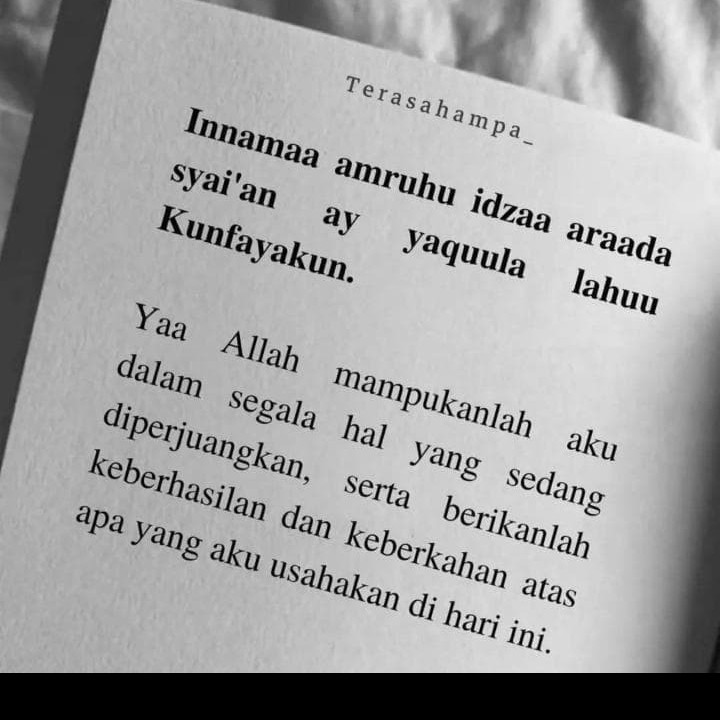 Terasahampa_
Innamaa amruhu idzaa araada
syai'an ay yaquula lahuu
Kunfayakun.
Yaa Allah mampukanlah aku
dalam segala hal yang sedang
diperjuangkan, serta berikanlah
keberhasilan dan keberkahan atas
apa yang aku usahakan di hari ini.